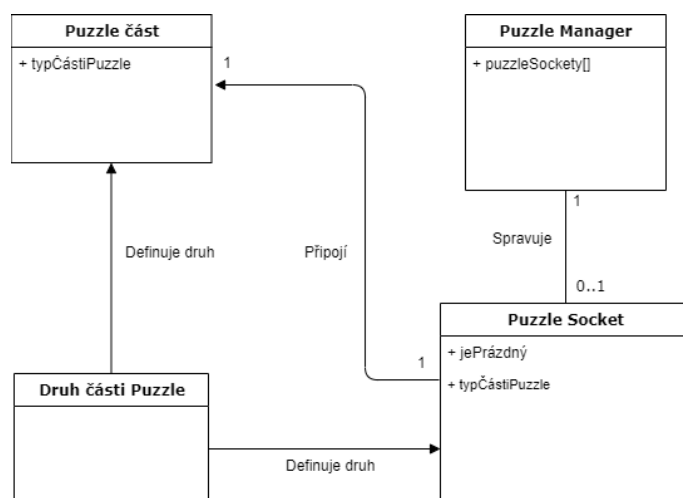 Puzzle část
+ typČástiPuzzle
Puzzle Manager
+ puzzleSockety[]
1
1
Spravuje
0..1
Definuje druh
Připojí
Puzzle Socket
+ jePrázdný
+ typČástiPuzzle
1
Druh části Puzzle
Definuje druh